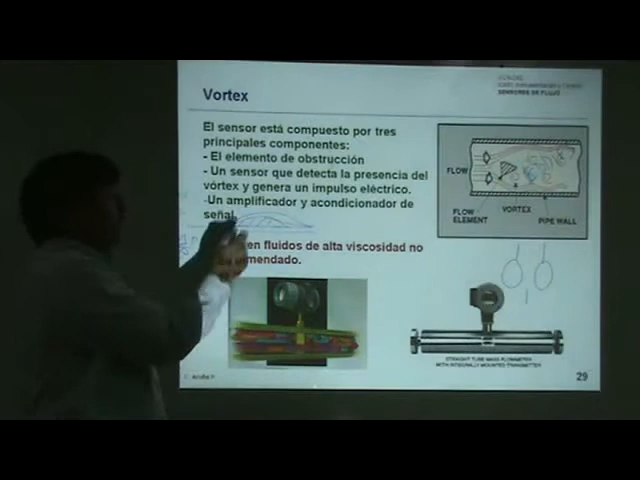 SENSORES DE FLUJO
Vortex
El sensor está compuesto por tres
principales componentes:
- El elemento de obstrucción
- Un sensor que detecta la presencia del
vórtex y genera un impulso eléctrico.
-Un amplificador y acondicionador de
señal
en fluidos de alta viscosidad no
mendado.
FLOW
FLOW
ELEMENT
VORTEX
PIPE WALL
STRAIGHT TUBE MASS FLOWMETER
WITH INTEGRALLY MOUNTED TRANSMITTER
29